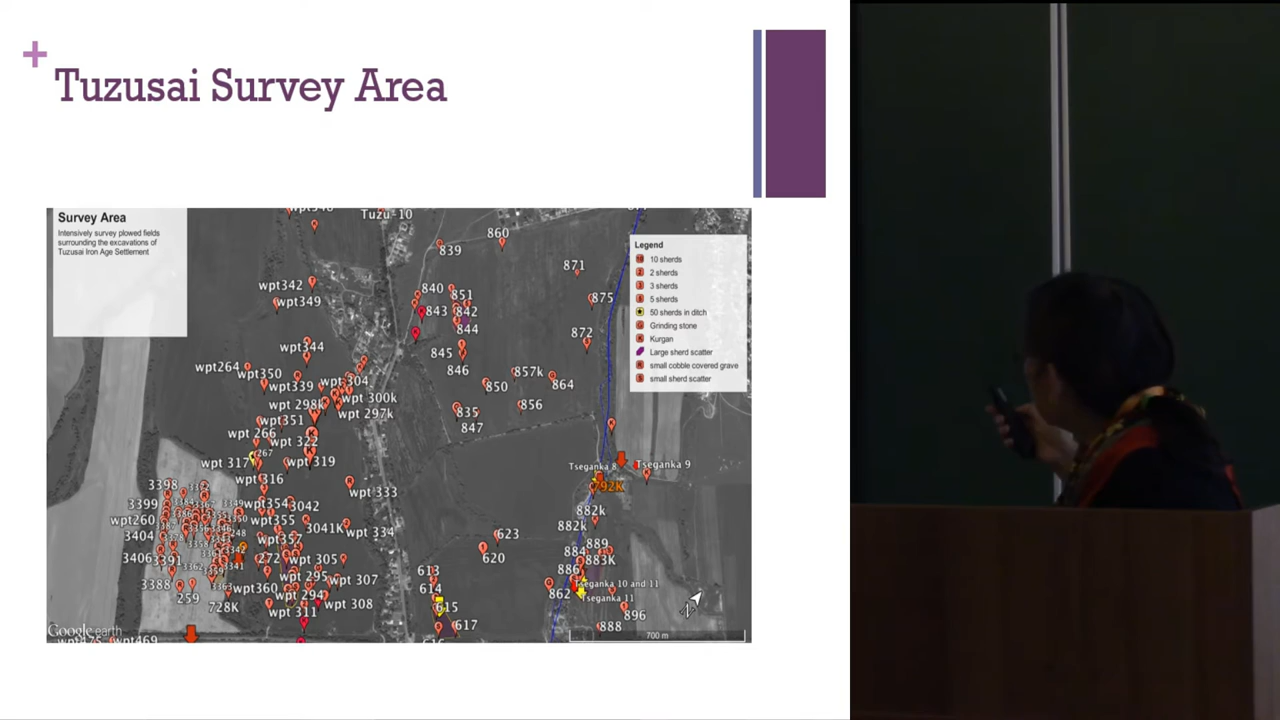 +
Tuzusai Survey Area
Survey Area
Intensively survey plowed fields
surrounding the excavations of
Tuzusai Iron Age Settlement
Legend
10 sherds
2 sherds
3 sherds
5 sherds
50 sherds in ditch
Grinding stone
Kurgan
Large sherd scatter
small cobble covered grave
small sherd scatter
Tuzu-10
860
839
871
wpt342
wpt349
840
851
875
843
842
844
872
wpt344
845
846
wpt264
wpt350
wpt339
wpt 304
857k
864
850
wpt 300k
wpt 298k
wpt 297k
856
835
847
wpt351
wpt 266
wpt 322
267
wpt 317
wpt 319
Tseganka 8
Tseganka 9
wpt 316
792K
3398
wpt 333
3399
wpt354
3042
882k
wpt260
wpt355
3041K
wpt 334
882k
3404
wpt357
623
889
3406
3391
272
wpt 305
620
884
883K
613
886
3388
wpt 295
wpt 307
614
Tseganka 10 and 11
259
wpt360
wpt 294
862
Tseganka 11
728K
wpt 311
wpt 308
615
896
617
888
Google earth
700 m
N
wpt469